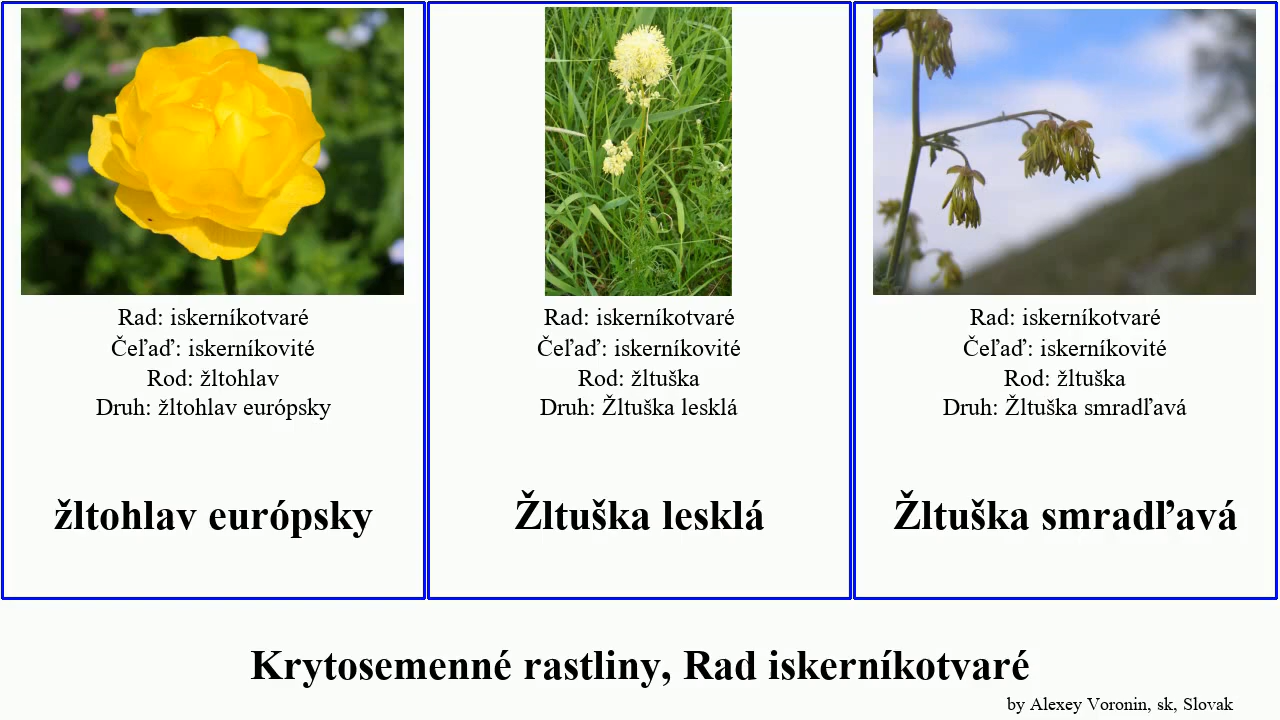 Rad: iskerníkotvaré
Čeľaď: iskerníkovité
Rod: žltohlav
Druh: žltohlav európsky
žltohlav európsky
Rad: iskerníkotvaré
Čeľaď: iskerníkovité
Rod: žltuška
Druh: Žltuška lesklá
Žltuška lesklá
Rad: iskerníkotvaré
Čeľaď: iskerníkovité
Rod: žltuška
Druh: Žltuška smradľavá
Žltuška smradľavá
Krytosemenné rastliny, Rad iskerníkotvaré
by Alexey Voronin, sk, Slovak